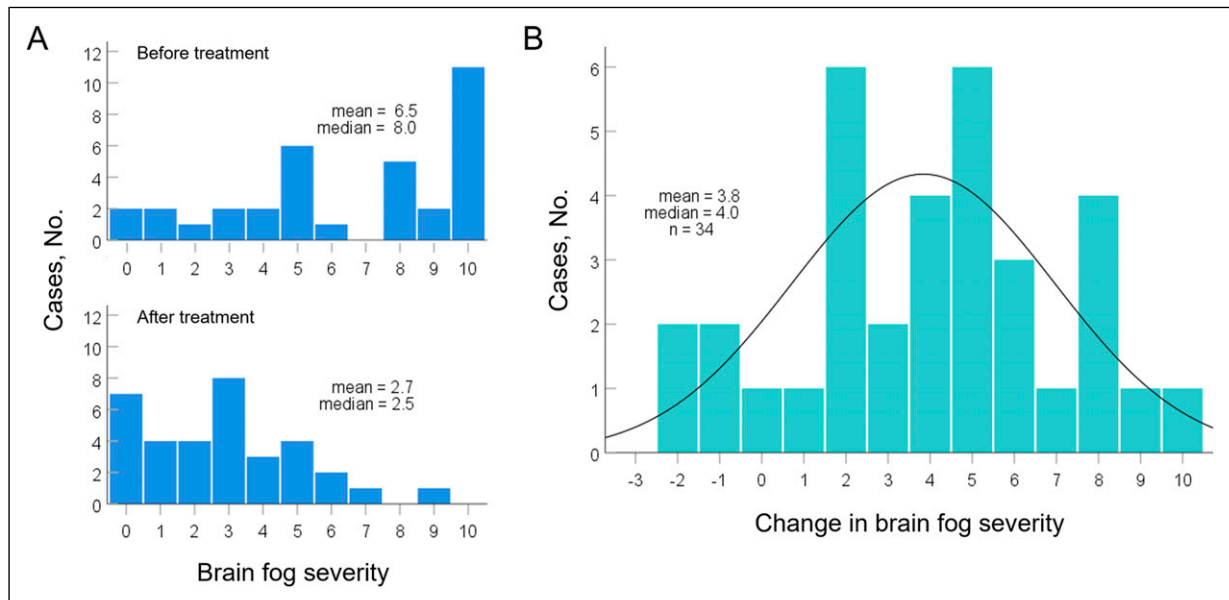 A
Before treatment
12
10
8
6
4
2
0
mean = 6.5
median = 8.0
0 1 2 3 4 5 6 7 8 9 10
After treatment
12
10
8
6
4
2
0
mean = 2.7
median = 2.5
0 1 2 3 4 5 6 7 8 9 10
Cases, No.
Brain fog severity
B
6
5
4
3
2
1
0
mean = 3.8
median = 4.0
n = 34
Cases, No.
-3 -2 -1 0 1 2 3 4 5 6 7 8 9 10
Change in brain fog severity